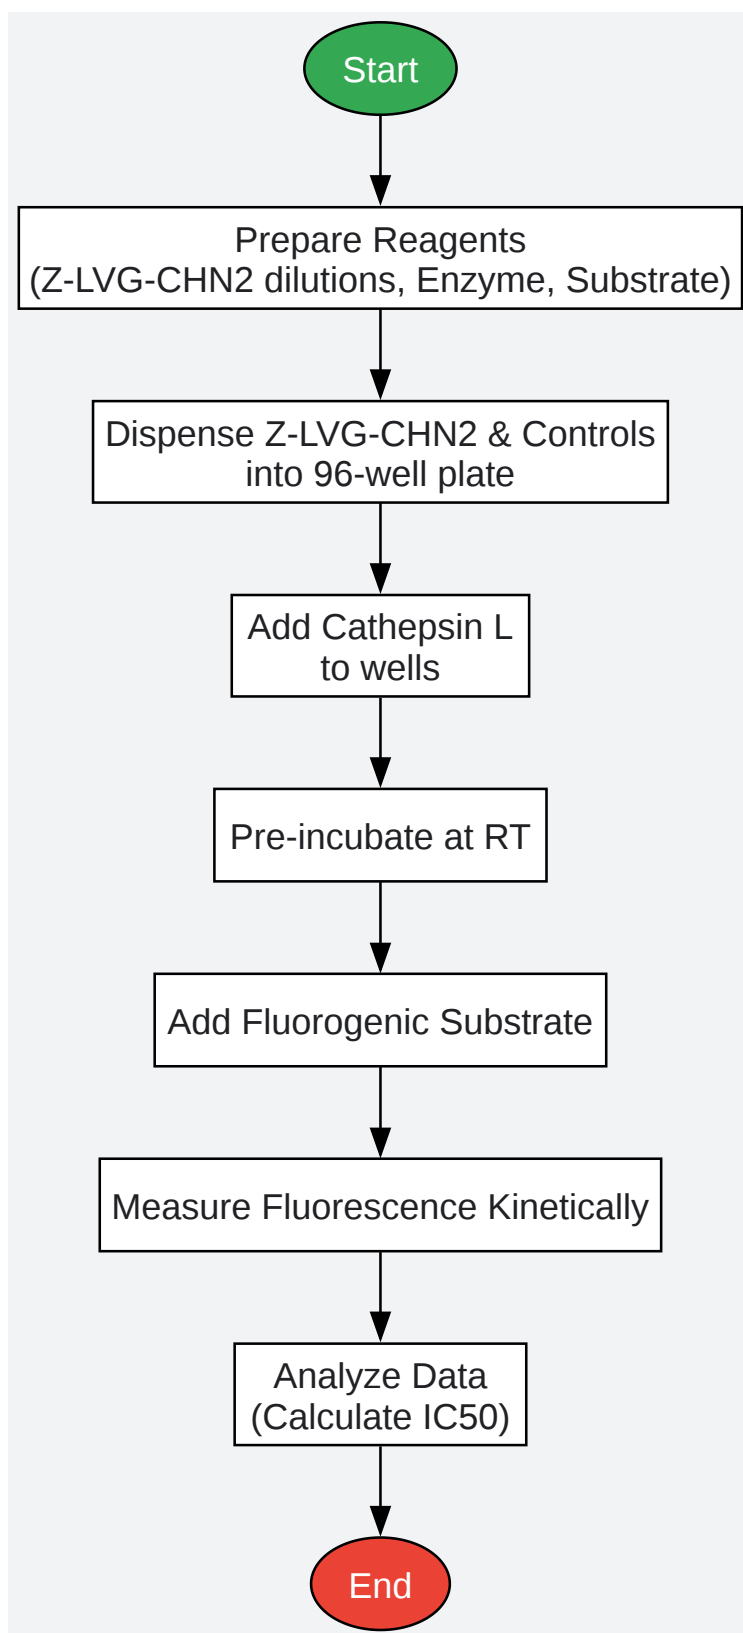 Start
Prepare Reagents
(Z-LVG-CHN2 dilutions, Enzyme, Substrate)
Dispense Z-LVG-CHN2 & Controls
into 96-well plate
Add Cathepsin L
to wells
Pre-incubate at RT
Add Fluorogenic Substrate
Measure Fluorescence Kinetically
Analyze Data
(Calculate IC50)
End